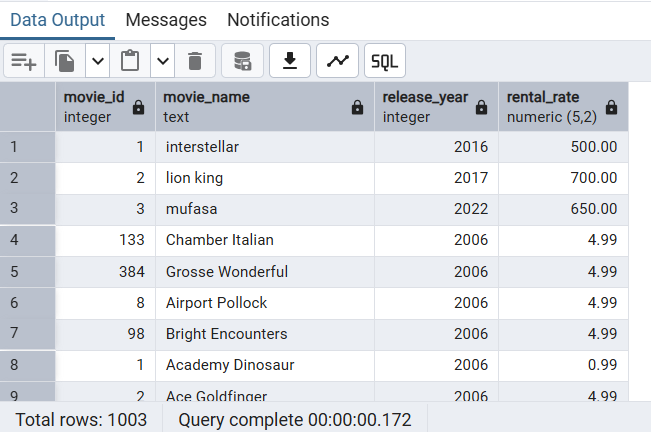 Data Output Messages Notifications
SQL
movie_id movie_name release_year rental_rate
integer text integer numeric (5,2)
1 1 interstellar 2016 500.00
2 2 lion king 2017 700.00
3 3 mufasa 2022 650.00
4 133 Chamber Italian 2006 4.99
5 384 Grosse Wonderful 2006 4.99
6 8 Airport Pollock 2006 4.99
7 98 Bright Encounters 2006 4.99
8 1 Academy Dinosaur 2006 0.99
9 2 Ace Goldfinger 2006 4.99
Total rows: 1003 Query complete 00:00:00.172